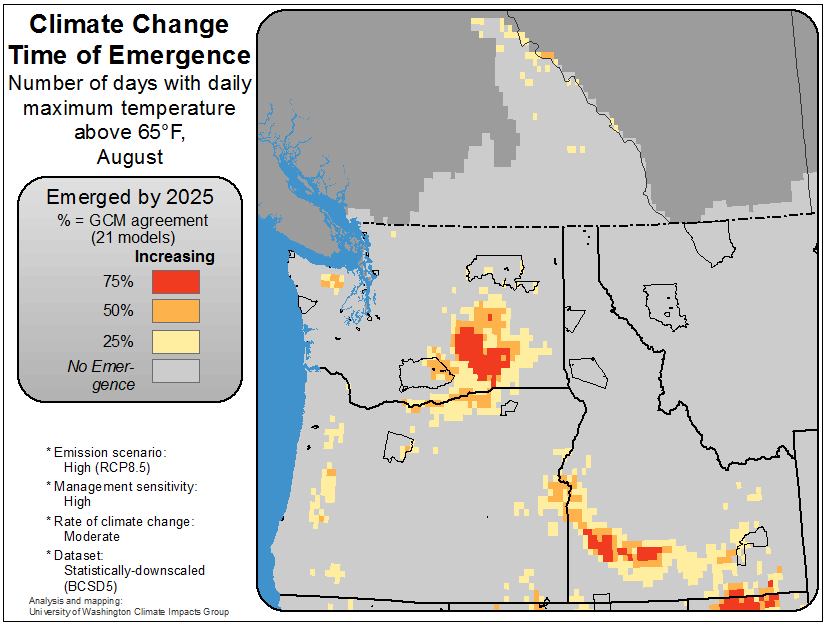 Climate Change
Time of Emergence
Number of days with daily
maximum temperature
above 65°F,
August
Emerged by 2025
% = GCM agreement
(21 models)
Increasing
75%
50%
25%
No Emer-
gence
* Emission scenario:
High (RCP8.5)
* Management sensitivity:
High
* Rate of climate change:
Moderate
* Dataset:
Statistically-downscaled
(BCSD5)
Analysis and mapping:
University of Washington Climate Impacts Group